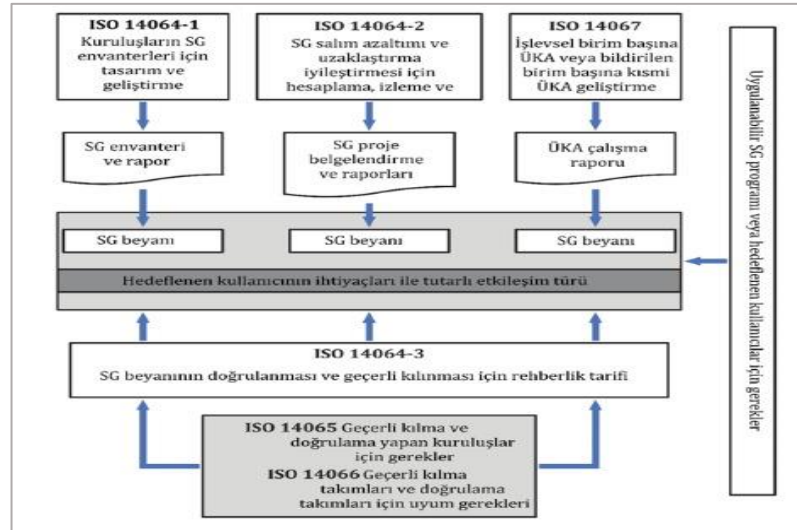 ISO 14064-1
Kuruluşların SG
envanterleri için
tasarım ve
geliştirme
ISO 14064-2
SG salım azaltımı ve
uzaklaştırma
iyileştirmesi için
hesaplama, izleme ve
ISO 14067
İşlevsel birim başına
ÜKA veya bildirilen
birim başına kısmi
ÜKA geliştirme
SG envanteri
ve rapor
SG proje
belgelendirme
ve raporları
ÜKA çalışma
raporu
SG beyanı
SG beyanı
SG beyanı
Hedeflenen kullanıcının ihtiyaçları ile tutarlı etkileşim türü
ISO 14064-3
SG beyanının doğrulanması ve geçerli kılınması için rehberlik tarifi
ISO 14065 Geçerli kılma ve
doğrulama yapan kuruluşlar
için gerekler
ISO 14066 Geçerli kılma
takımları ve doğrulama
takımları için uyum gerekleri
Uygulanabilir SG programı veya hedeflenen kullanıcılar için gerekler